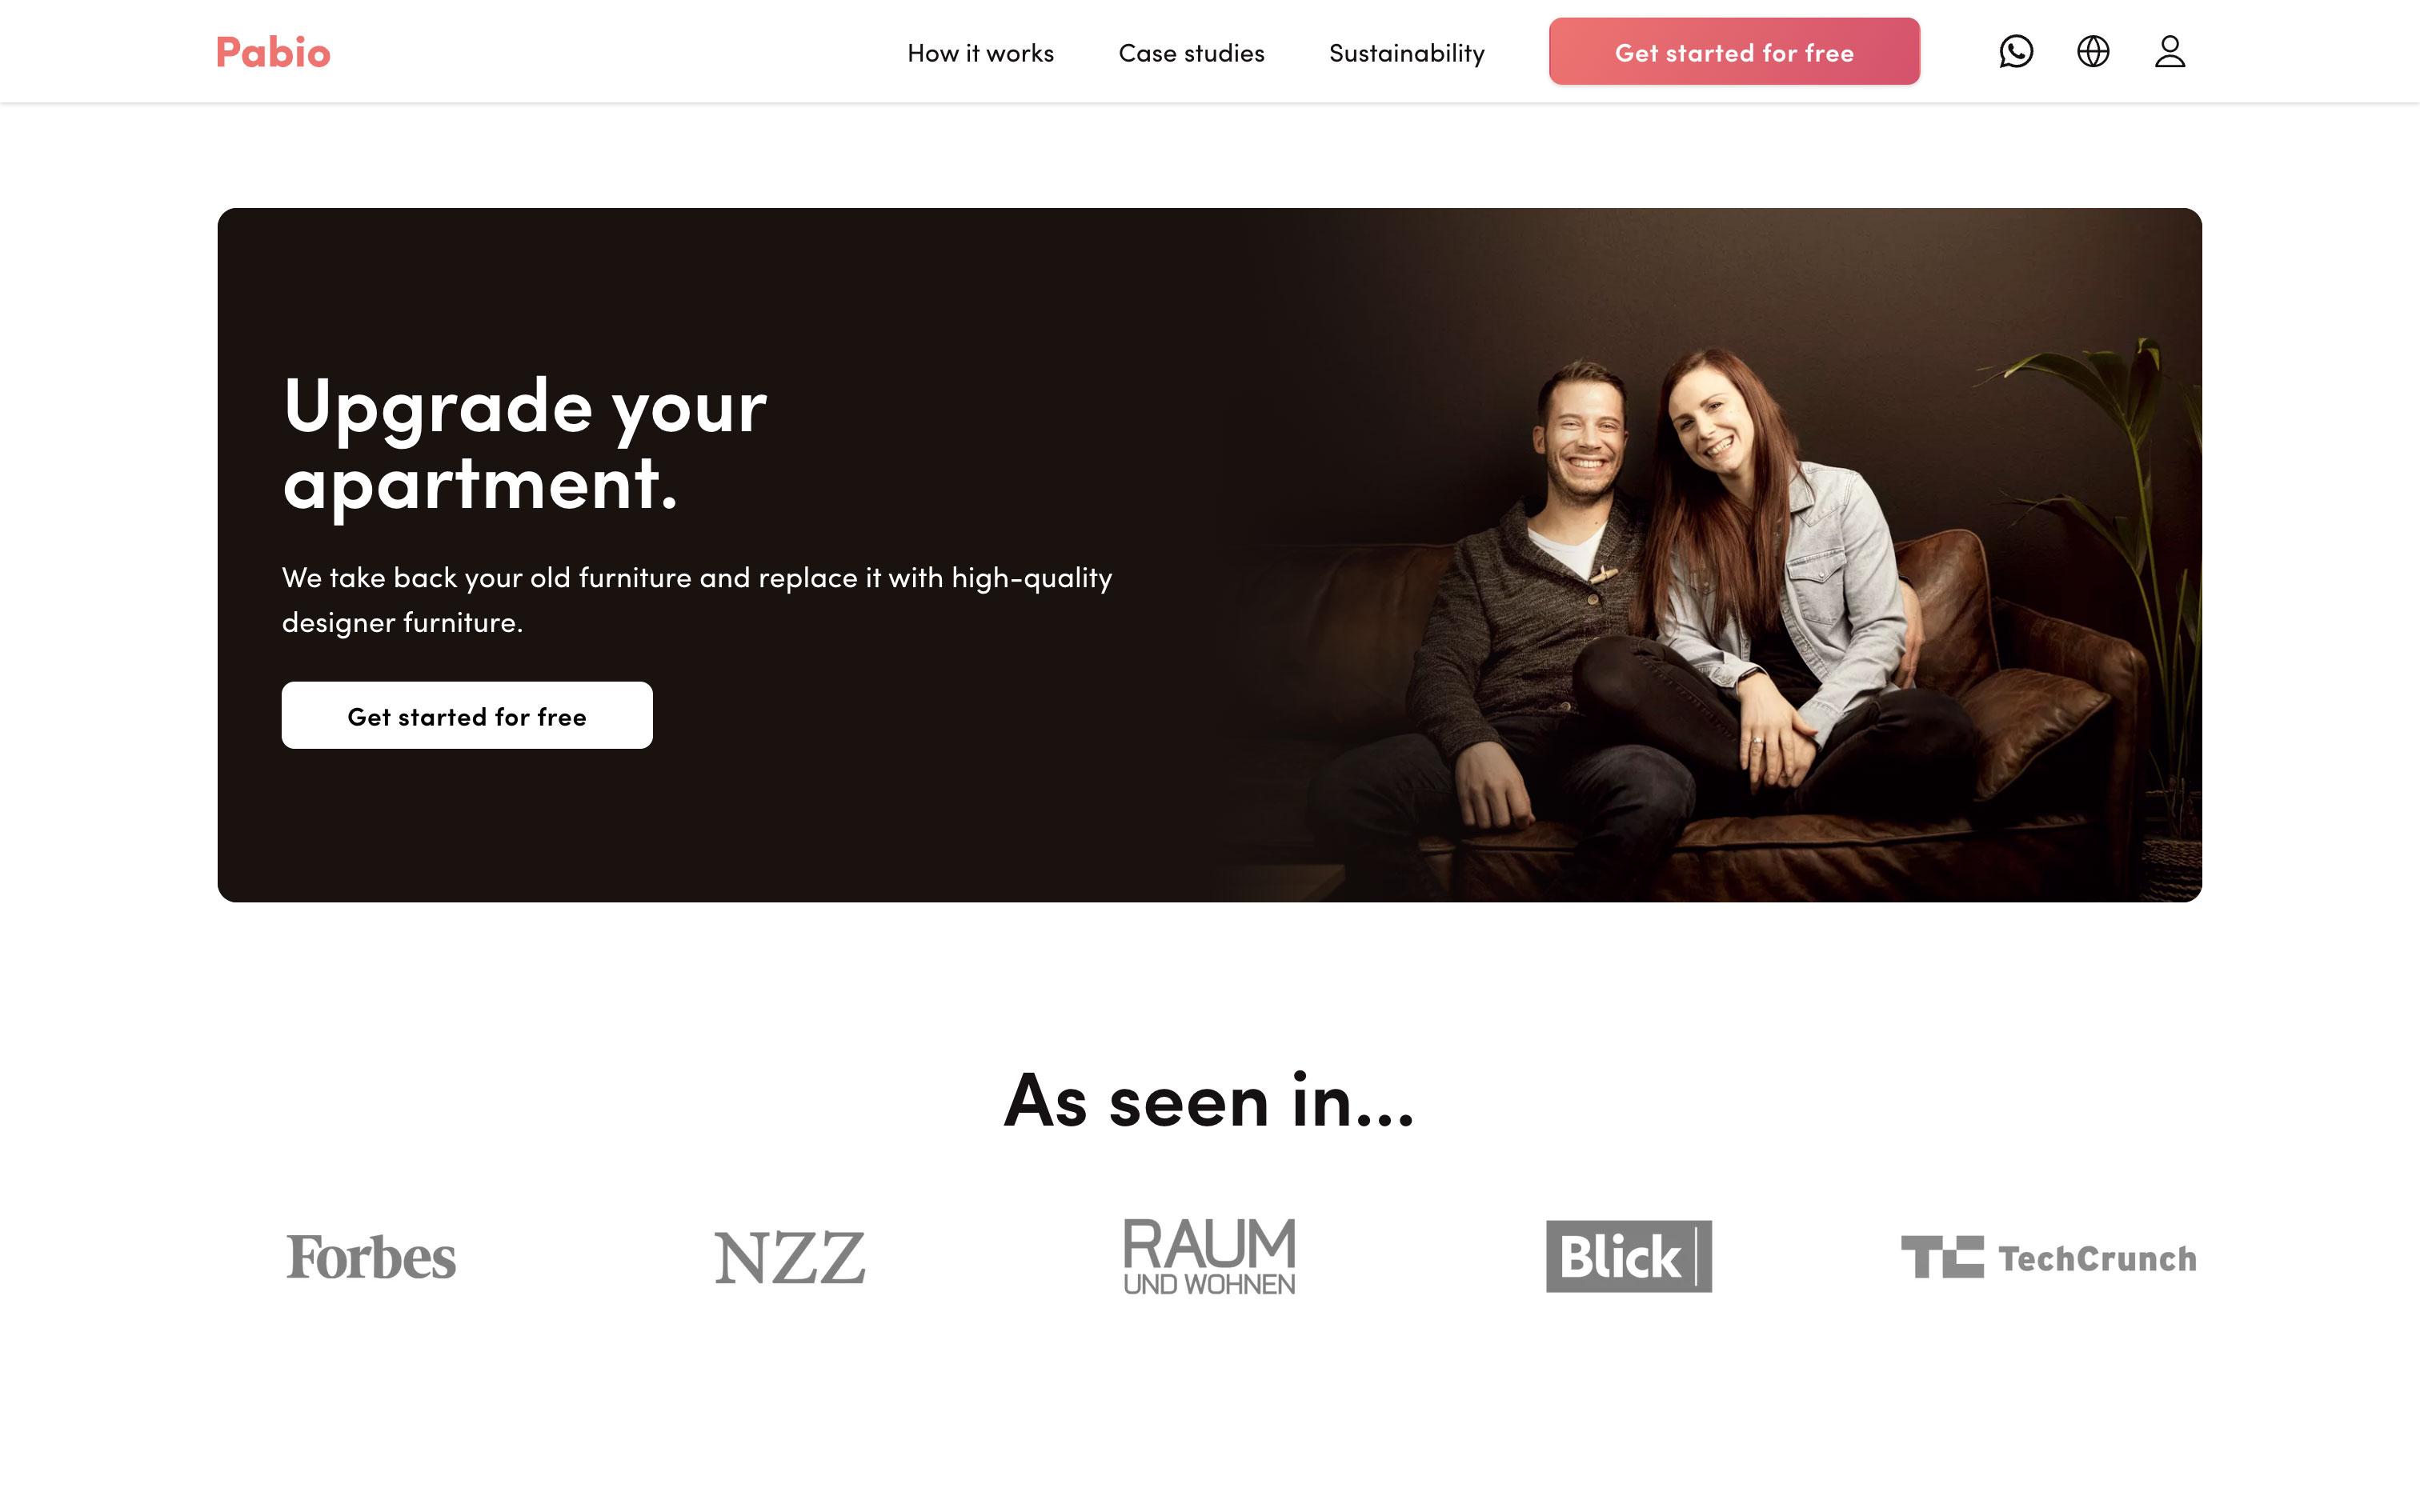 Pabio
How it works
Case studies
Sustainability
Get started for free
Upgrade your
apartment.
We take back your old furniture and replace it with high-quality
designer furniture.
Get started for free
As seen in...
Forbes
NZZ
RAUM
UND WOHNEN
Blick
TC TechCrunch